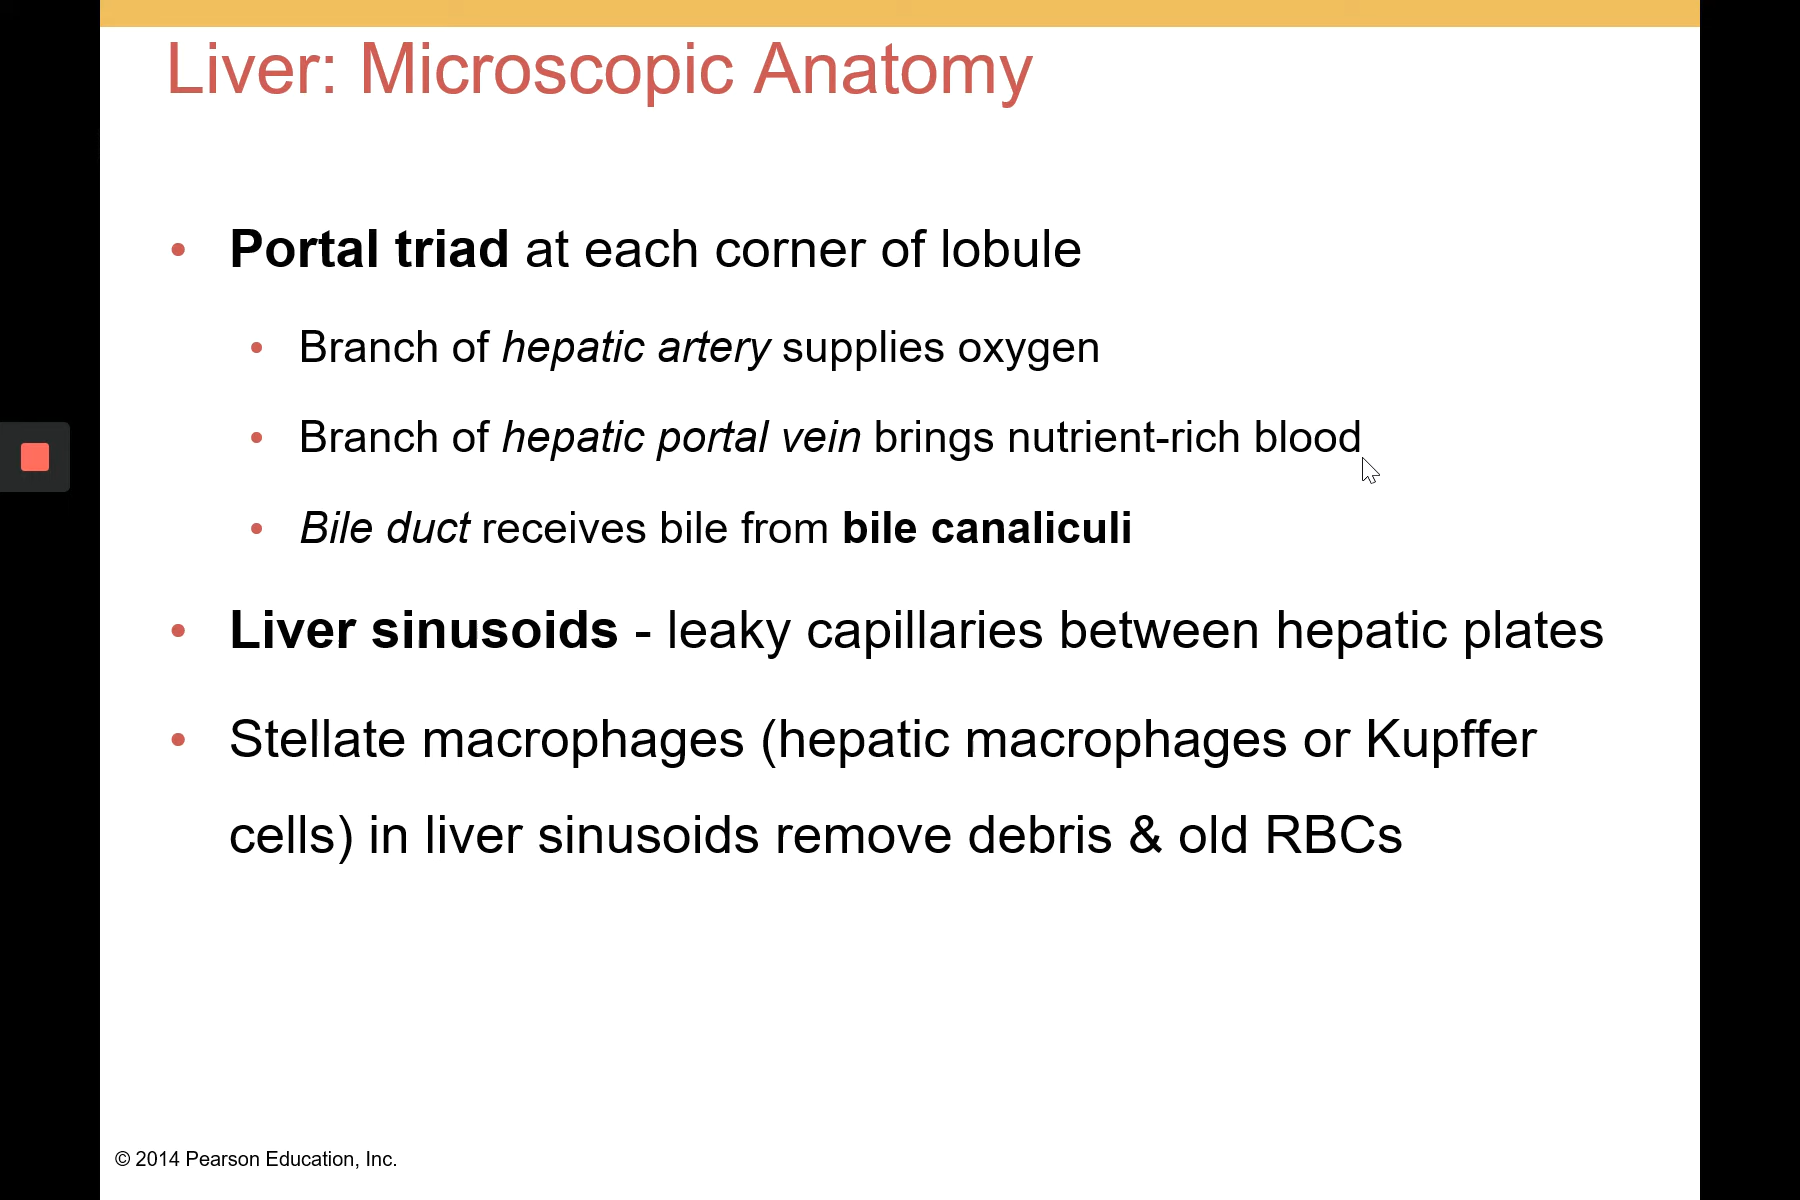 Liver: Microscopic Anatomy
• Portal triad at each corner of lobule
• Branch of hepatic artery supplies oxygen
• Branch of hepatic portal vein brings nutrient-rich blood
• Bile duct receives bile from bile canaliculi
• Liver sinusoids - leaky capillaries between hepatic plates
• Stellate macrophages (hepatic macrophages or Kupffer
cells) in liver sinusoids remove debris & old RBCs
© 2014 Pearson Education, Inc.